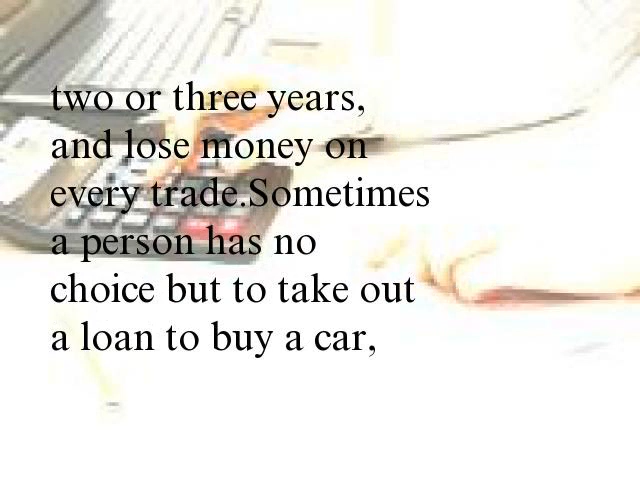 two or three years,
and lose money on
every trade.Sometimes
a person has no
choice but to take out
a loan to buy a car,